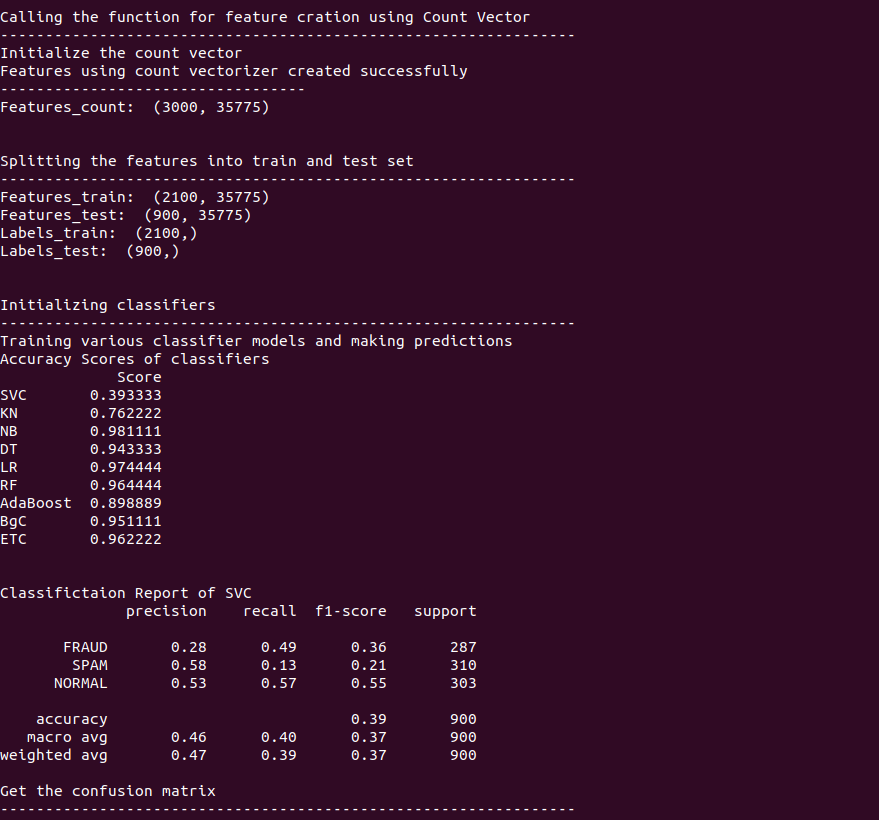 Calling the function for feature cration using Count Vector
----------------------------------------------------------------
Initialize the count vector
Features using count vectorizer created successfully
----------------------------------
Features_count:  (3000, 35775)
Splitting the features into train and test set
----------------------------------------------------------------
Features_train:  (2100, 35775)
Features_test:  (900, 35775)
Labels_train:  (2100,)
Labels_test:  (900,)
Initializing classifiers
----------------------------------------------------------------
Training various classifier models and making predictions
Accuracy Scores of classifiers
             Score
SVC       0.393333
KN        0.762222
NB        0.981111
DT        0.943333
LR        0.974444
RF        0.964444
AdaBoost  0.898889
BgC       0.951111
ETC       0.962222
Classifictaion Report of SVC
              precision    recall  f1-score   support
       FRAUD       0.28      0.49      0.36       287
        SPAM       0.58      0.13      0.21       310
      NORMAL       0.53      0.57      0.55       303
    accuracy                           0.39       900
   macro avg       0.46      0.40      0.37       900
weighted avg       0.47      0.39      0.37       900
Get the confusion matrix
----------------------------------------------------------------